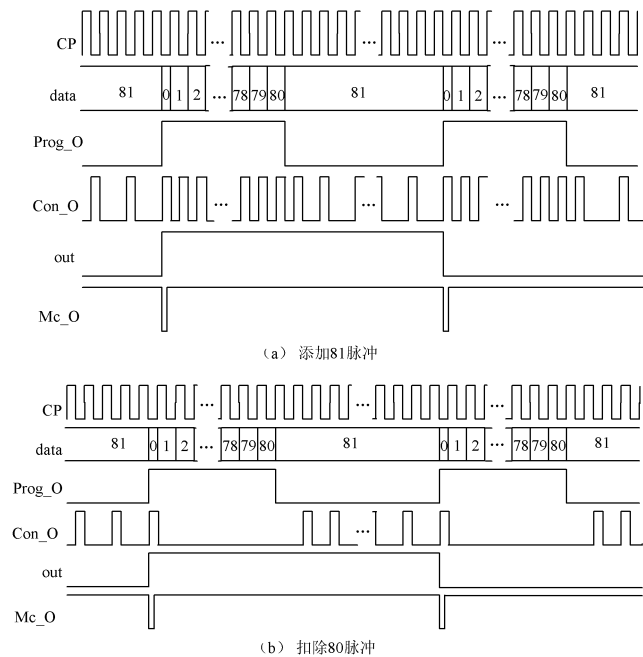 CP ... ... ...
data 81 0 1 2 ... 78 79 80 81 0 1 2 ... 78 79 80 81
Prog_O
Con_O ... ... ...
out
Mc_O
(a) 添加81脉冲
CP ... ... ...
data 81 0 1 2 ... 78 79 80 81 0 1 2 ... 78 79 80 81
Prog_O
Con_O ...
out
Mc_O
(b) 扣除80脉冲